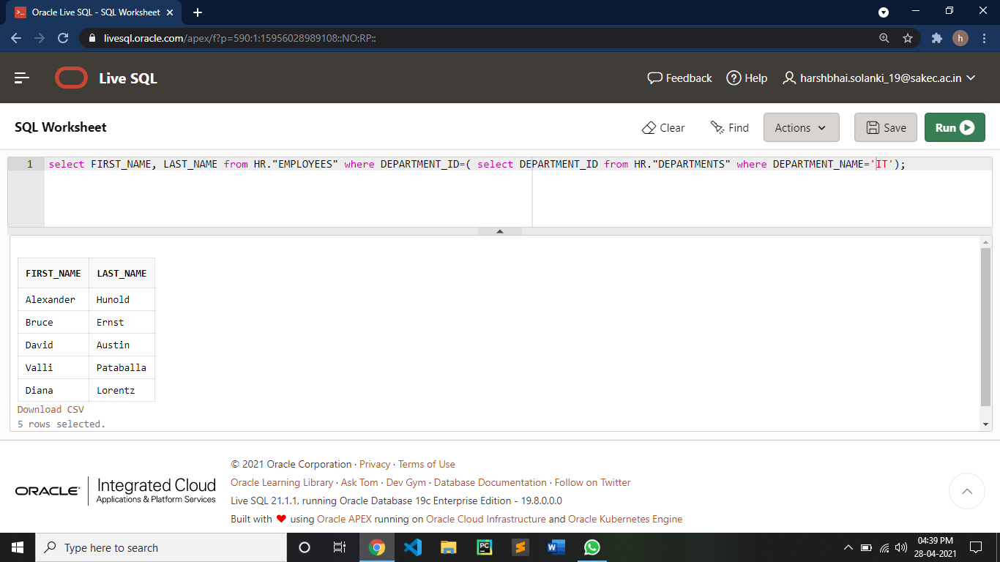 Oracle Live SQL - SQL Worksheet
livesql.oracle.com/apex/f?p=590:1:15956028989108::NO:RP::
h
Live SQL
Feedback
Help
harshbhai.solanki_19@sakec.ac.in
SQL Worksheet
Clear
Find
Actions
Save
Run
1 select FIRST_NAME, LAST_NAME from HR."EMPLOYEES" where DEPARTMENT_ID=( select DEPARTMENT_ID from HR."DEPARTMENTS" where DEPARTMENT_NAME='IT');
FIRST_NAME LAST_NAME
Alexander Hunold
Bruce Ernst
David Austin
Valli Pataballa
Diana Lorentz
Download CSV
5 rows selected.
ORACLE
Integrated Cloud
Applications & Platform Services
© 2021 Oracle Corporation · Privacy · Terms of Use
Oracle Learning Library · Ask Tom · Dev Gym · Database Documentation · Follow on Twitter
Live SQL 21.1.1, running Oracle Database 19c Enterprise Edition - 19.8.0.0.0
Built with ❤ using Oracle APEX running on Oracle Cloud Infrastructure and Oracle Kubernetes Engine
Type here to search
PC
W
04:39 PM
28-04-2021